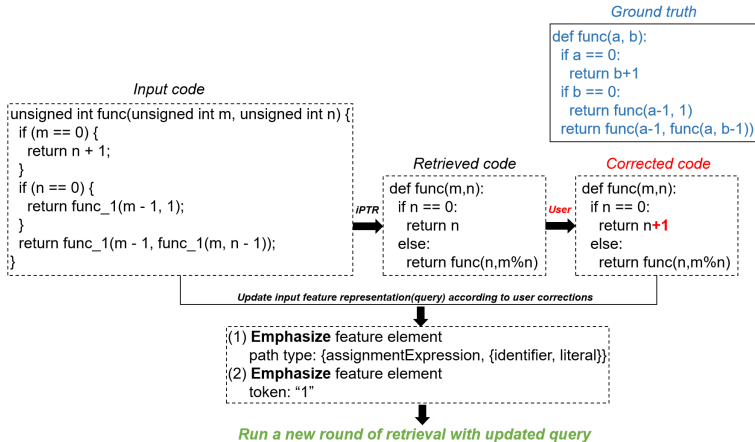 Ground truth
def func(a, b):
if a == 0:
return b+1
if b == 0:
return func(a-1, 1)
return func(a-1, func(a, b-1))
Input code
unsigned int func(unsigned int m, unsigned int n) {
if (m == 0) {
return n + 1;
}
if (n == 0) {
return func_1(m - 1, 1);
}
return func_1(m - 1, func_1(m, n - 1));
}
iPTR
Retrieved code
def func(m,n):
if n == 0:
return n
else:
return func(n,m%n)
User
Corrected code
def func(m,n):
if n == 0:
return n+1
else:
return func(n,m%n)
Update input feature representation(query) according to user corrections
(1) Emphasize feature element
path type: {assignmentExpression, {identifier, literal}}
(2) Emphasize feature element
token: “1”
Run a new round of retrieval with updated query